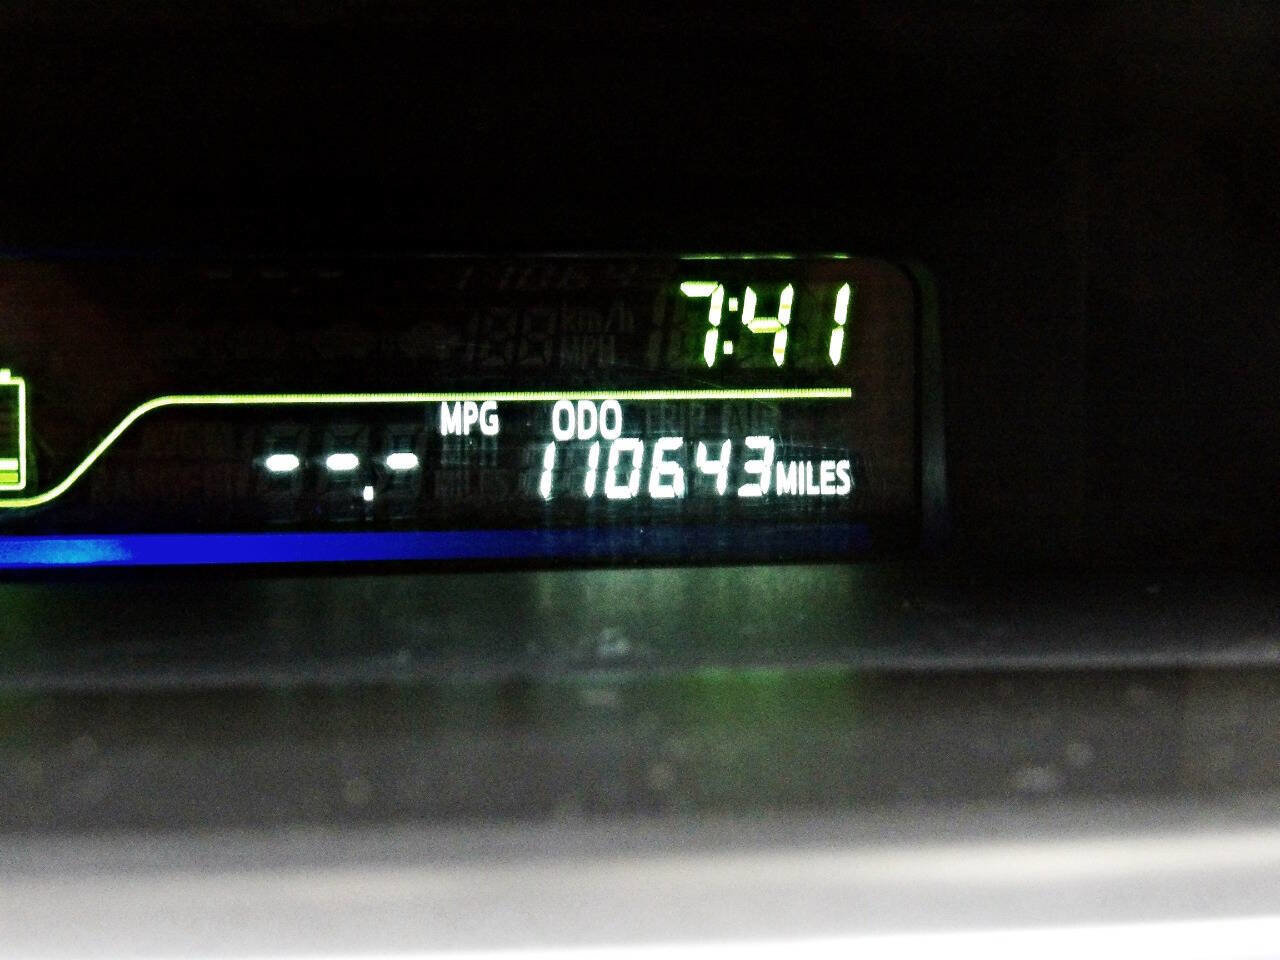 7:41
MPG ODO
--.- 110643 MILES